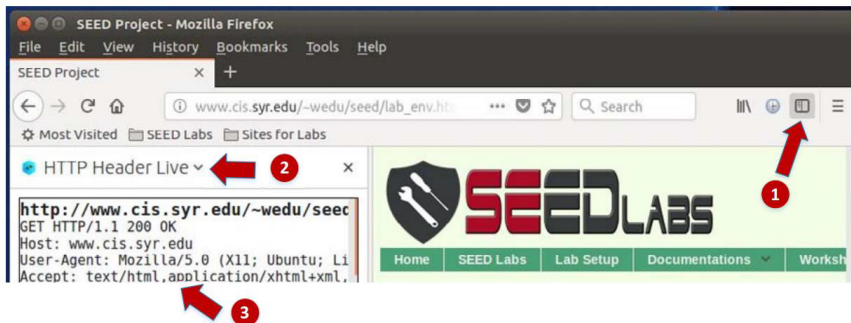 SEED Project - Mozilla Firefox
File Edit View History Bookmarks Tools Help
SEED Project × +
www.cis.syr.edu/~wedu/seed/lab_env.ht ••• Search
Most Visited SEED Labs Sites for Labs
HTTP Header Live 2 ×
1
http://www.cis.syr.edu/~wedu/seed
GET HTTP/1.1 200 OK
Host: www.cis.syr.edu
User-Agent: Mozilla/5.0 (X11; Ubuntu; Li
Accept: text/html,application/xhtml+xml,
3
SEEDLABS
Home SEED Labs Lab Setup Documentations Worksh